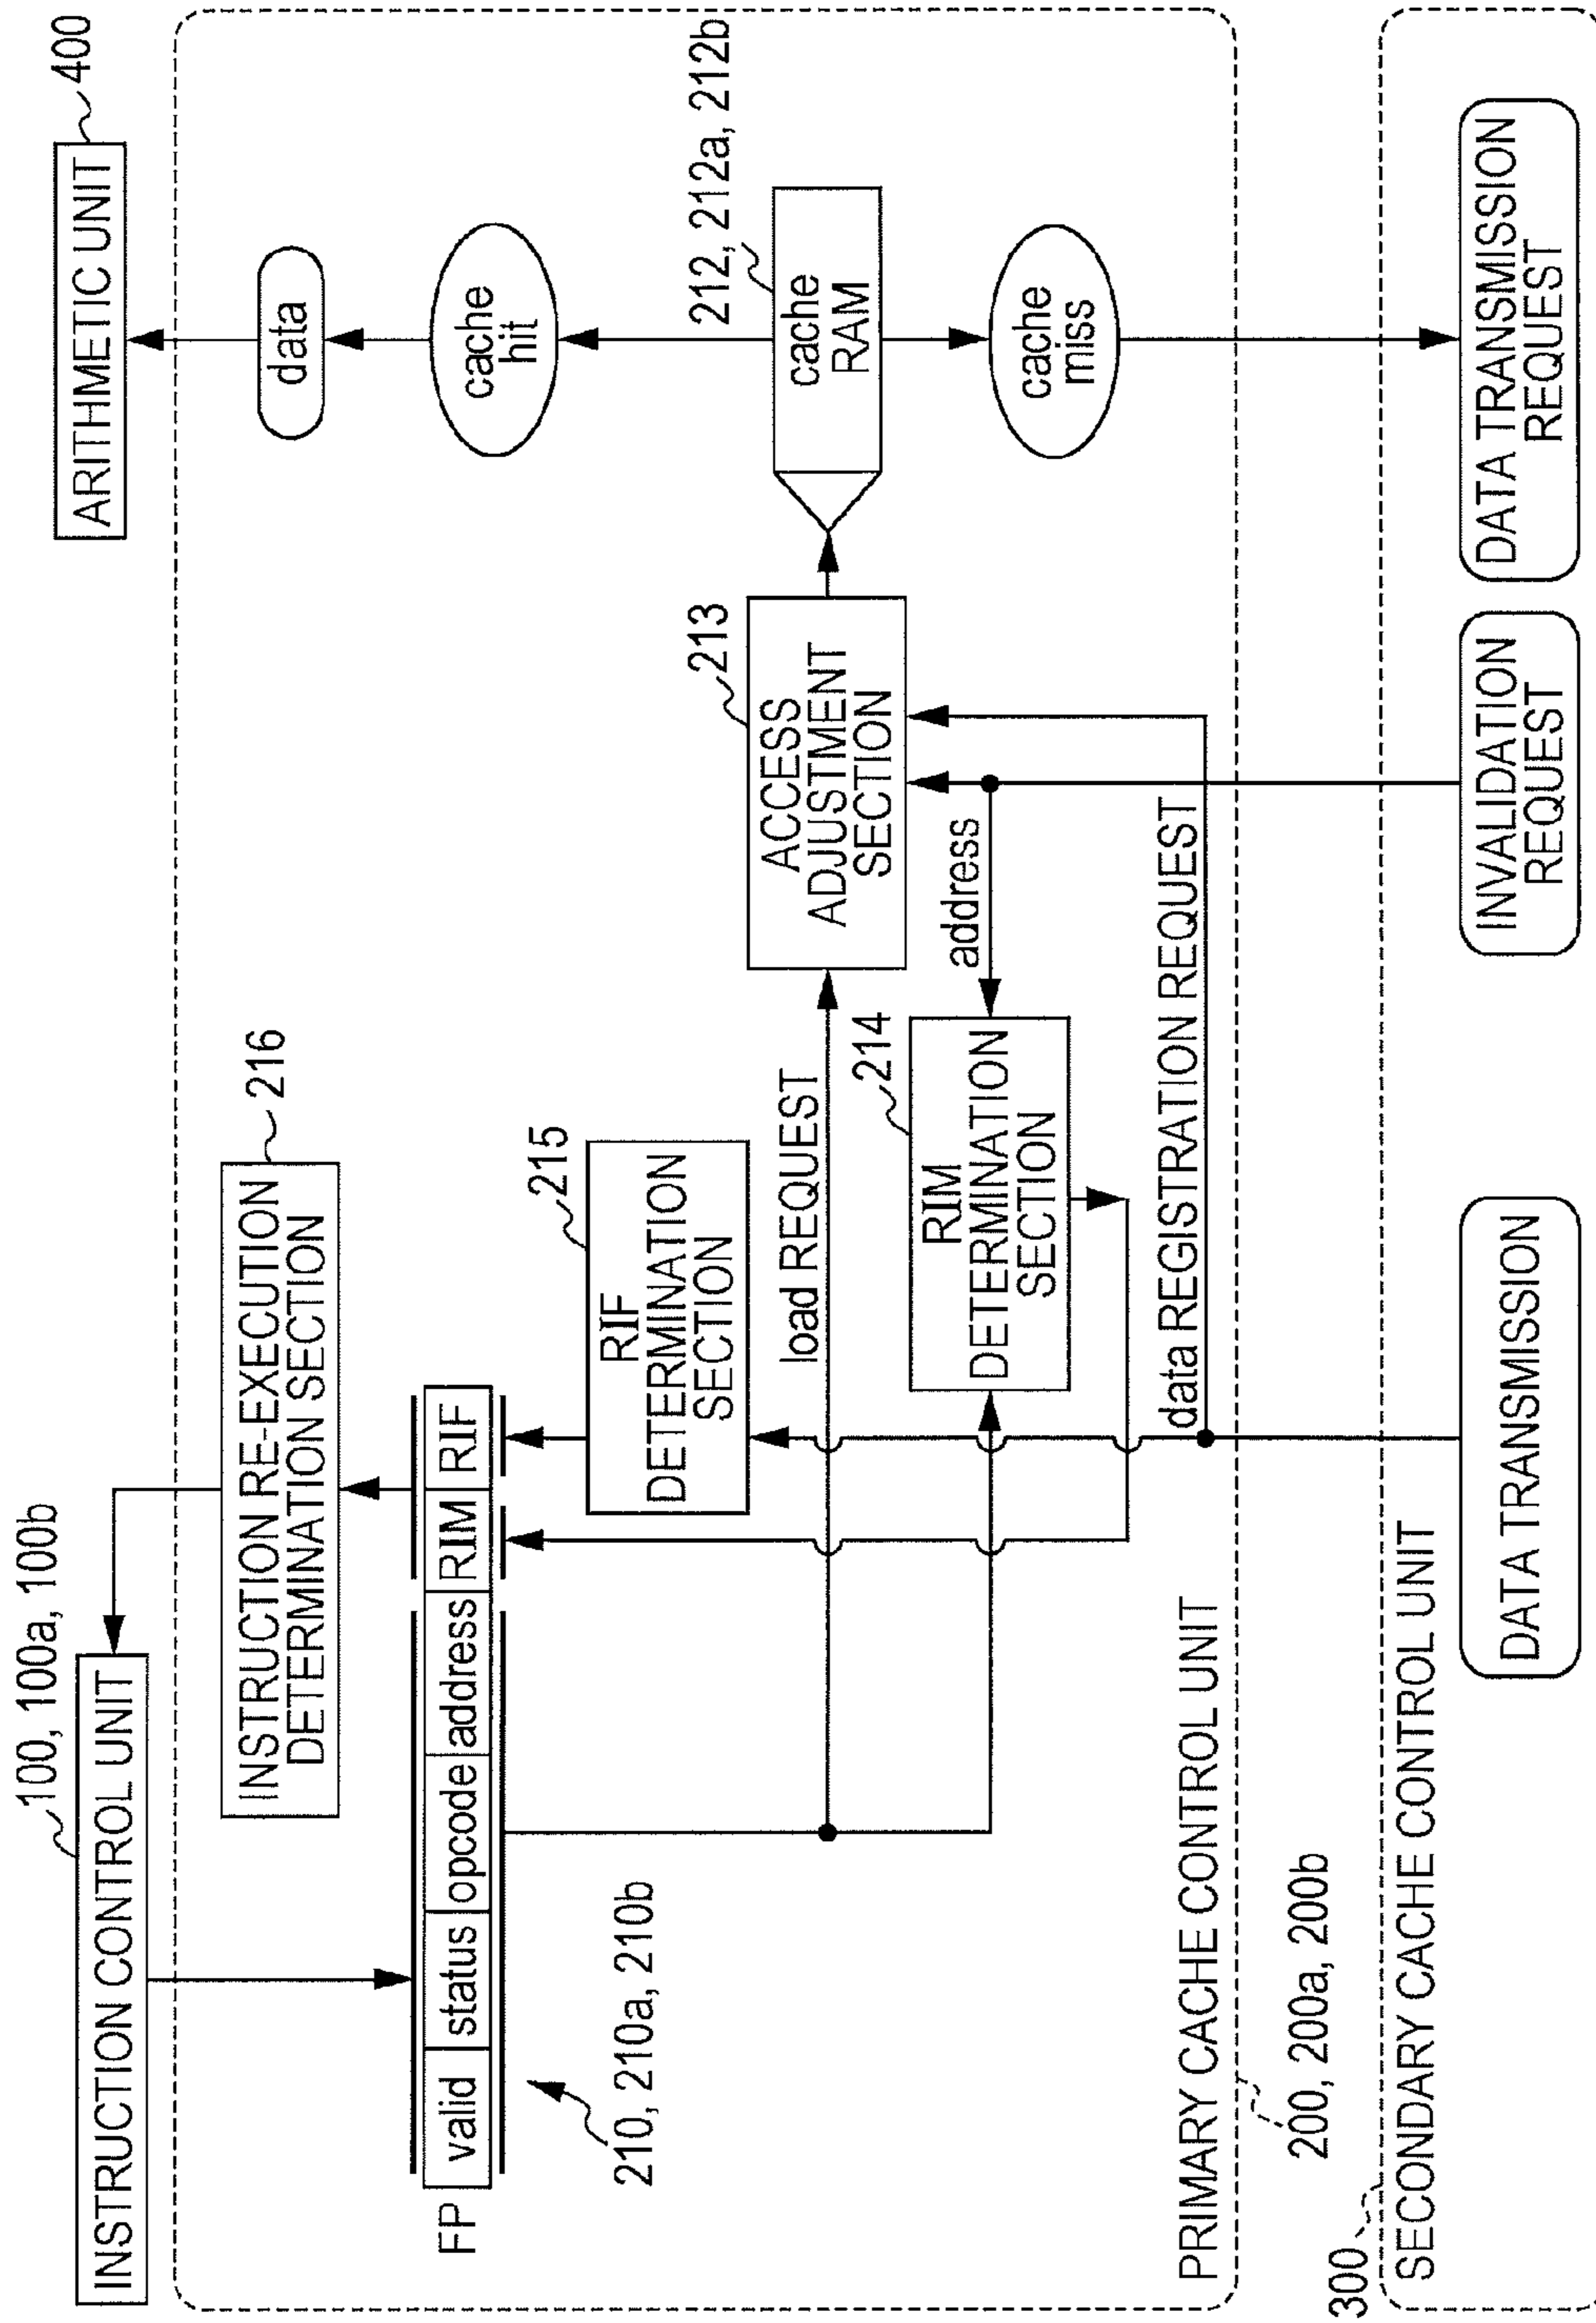 100, 100a, 100b
INSTRUCTION CONTROL UNIT
ARITHMETIC UNIT
400
216
INSTRUCTION RE-EXECUTION
DETERMINATION SECTION
data
FP
valid
status
opcode
address
RIM
RIF
cache
hit
210, 210a, 210b
215
RIF
DETERMINATION
SECTION
213
212, 212a, 212b
ACCESS
ADJUSTMENT
SECTION
cache
RAM
load REQUEST
214
RIM
DETERMINATION
SECTION
address
cache
miss
data REGISTRATION REQUEST
PRIMARY CACHE CONTROL UNIT
200, 200a, 200b
300
SECONDARY CACHE CONTROL UNIT
DATA TRANSMISSION
INVALIDATION
REQUEST
DATA TRANSMISSION
REQUEST